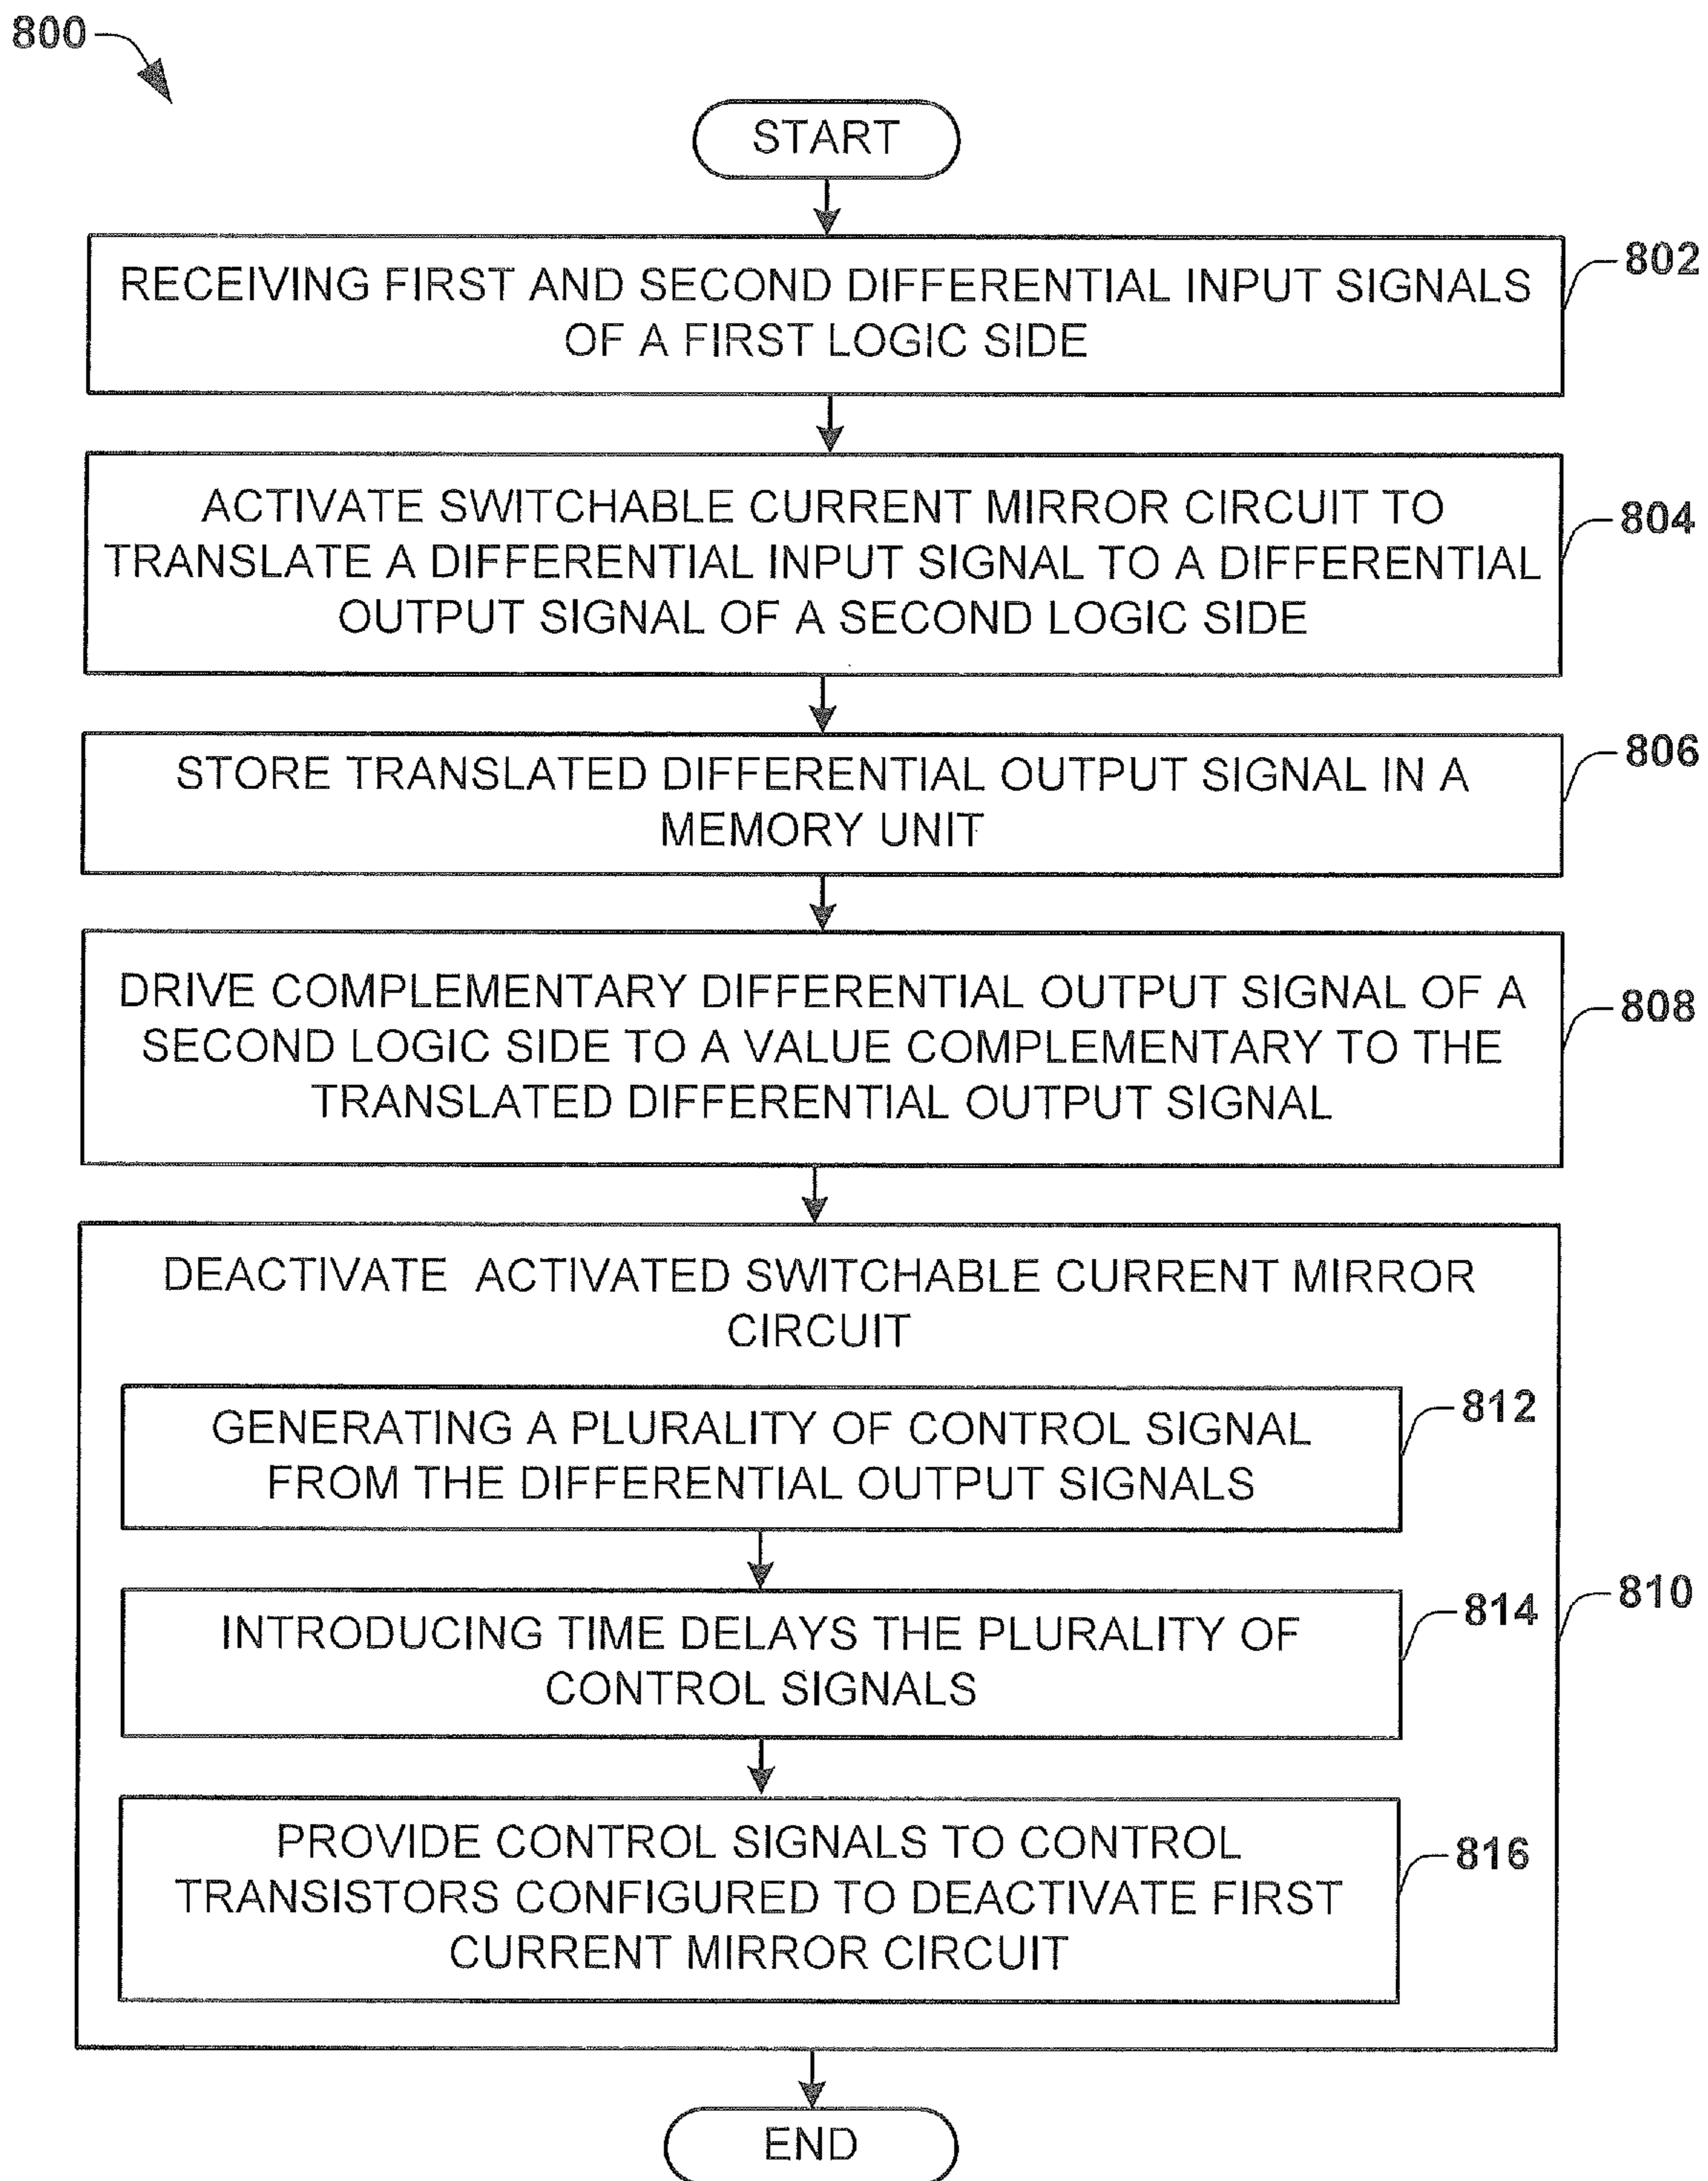 800
START
RECEIVING FIRST AND SECOND DIFFERENTIAL INPUT SIGNALS
OF A FIRST LOGIC SIDE
802
ACTIVATE SWITCHABLE CURRENT MIRROR CIRCUIT TO
TRANSLATE A DIFFERENTIAL INPUT SIGNAL TO A DIFFERENTIAL
OUTPUT SIGNAL OF A SECOND LOGIC SIDE
804
STORE TRANSLATED DIFFERENTIAL OUTPUT SIGNAL IN A
MEMORY UNIT
806
DRIVE COMPLEMENTARY DIFFERENTIAL OUTPUT SIGNAL OF A
SECOND LOGIC SIDE TO A VALUE COMPLEMENTARY TO THE
TRANSLATED DIFFERENTIAL OUTPUT SIGNAL
808
DEACTIVATE ACTIVATED SWITCHABLE CURRENT MIRROR
CIRCUIT
GENERATING A PLURALITY OF CONTROL SIGNAL
FROM THE DIFFERENTIAL OUTPUT SIGNALS
812
INTRODUCING TIME DELAYS THE PLURALITY OF
CONTROL SIGNALS
814
810
PROVIDE CONTROL SIGNALS TO CONTROL
TRANSISTORS CONFIGURED TO DEACTIVATE FIRST
CURRENT MIRROR CIRCUIT
816
END